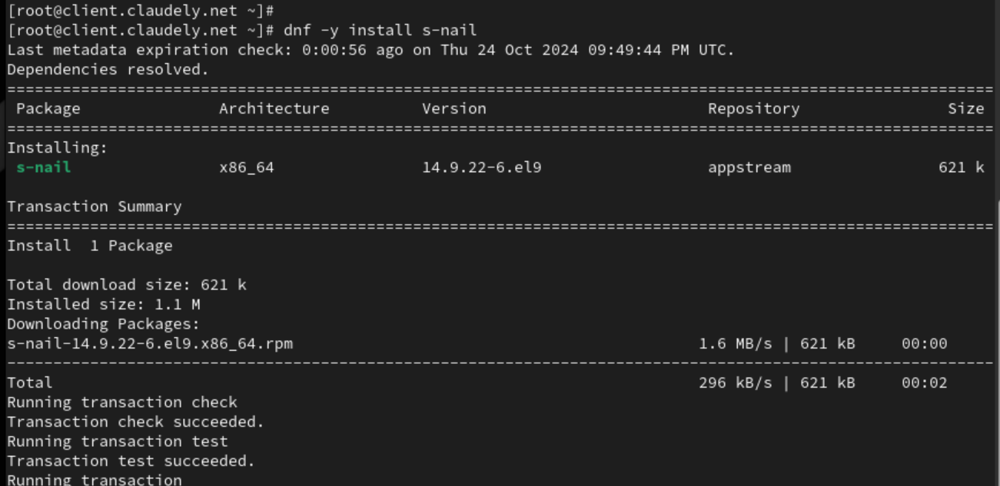 [root@client.claudely.net ~]#
[root@client.claudely.net ~]# dnf -y install s-nail
Last metadata expiration check: 0:00:56 ago on Thu 24 Oct 2024 09:49:44 PM UTC.
Dependencies resolved.
================================================================================
Package Architecture Version Repository Size
================================================================================
Installing:
s-nail x86_64 14.9.22-6.el9 appstream 621 k
Transaction Summary
================================================================================
Install 1 Package
Total download size: 621 k
Installed size: 1.1 M
Downloading Packages:
s-nail-14.9.22-6.el9.x86_64.rpm 1.6 MB/s | 621 kB 00:00
--------------------------------------------------------------------------------
Total 296 kB/s | 621 kB 00:02
Running transaction check
Transaction check succeeded.
Running transaction test
Transaction test succeeded.
Running transaction